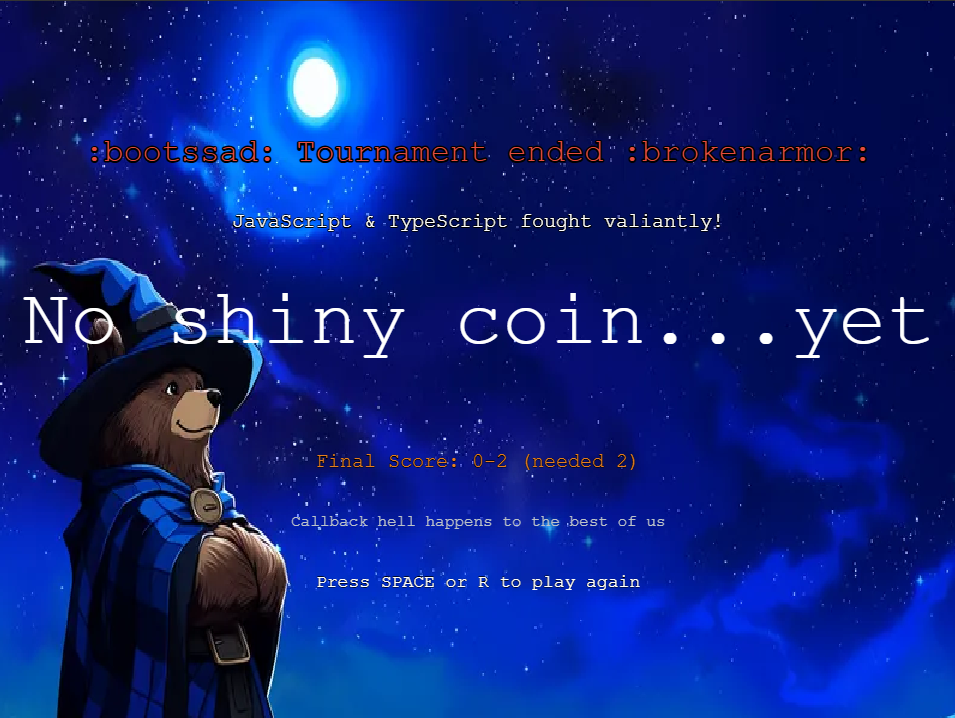 :bootssad: Tournament ended :brokenarmor:
JavaScript & TypeScript fought valiantly!
No shiny coin...yet
Final Score: 0-2 (needed 2)
Callback hell happens to the best of us
Press SPACE or R to play again